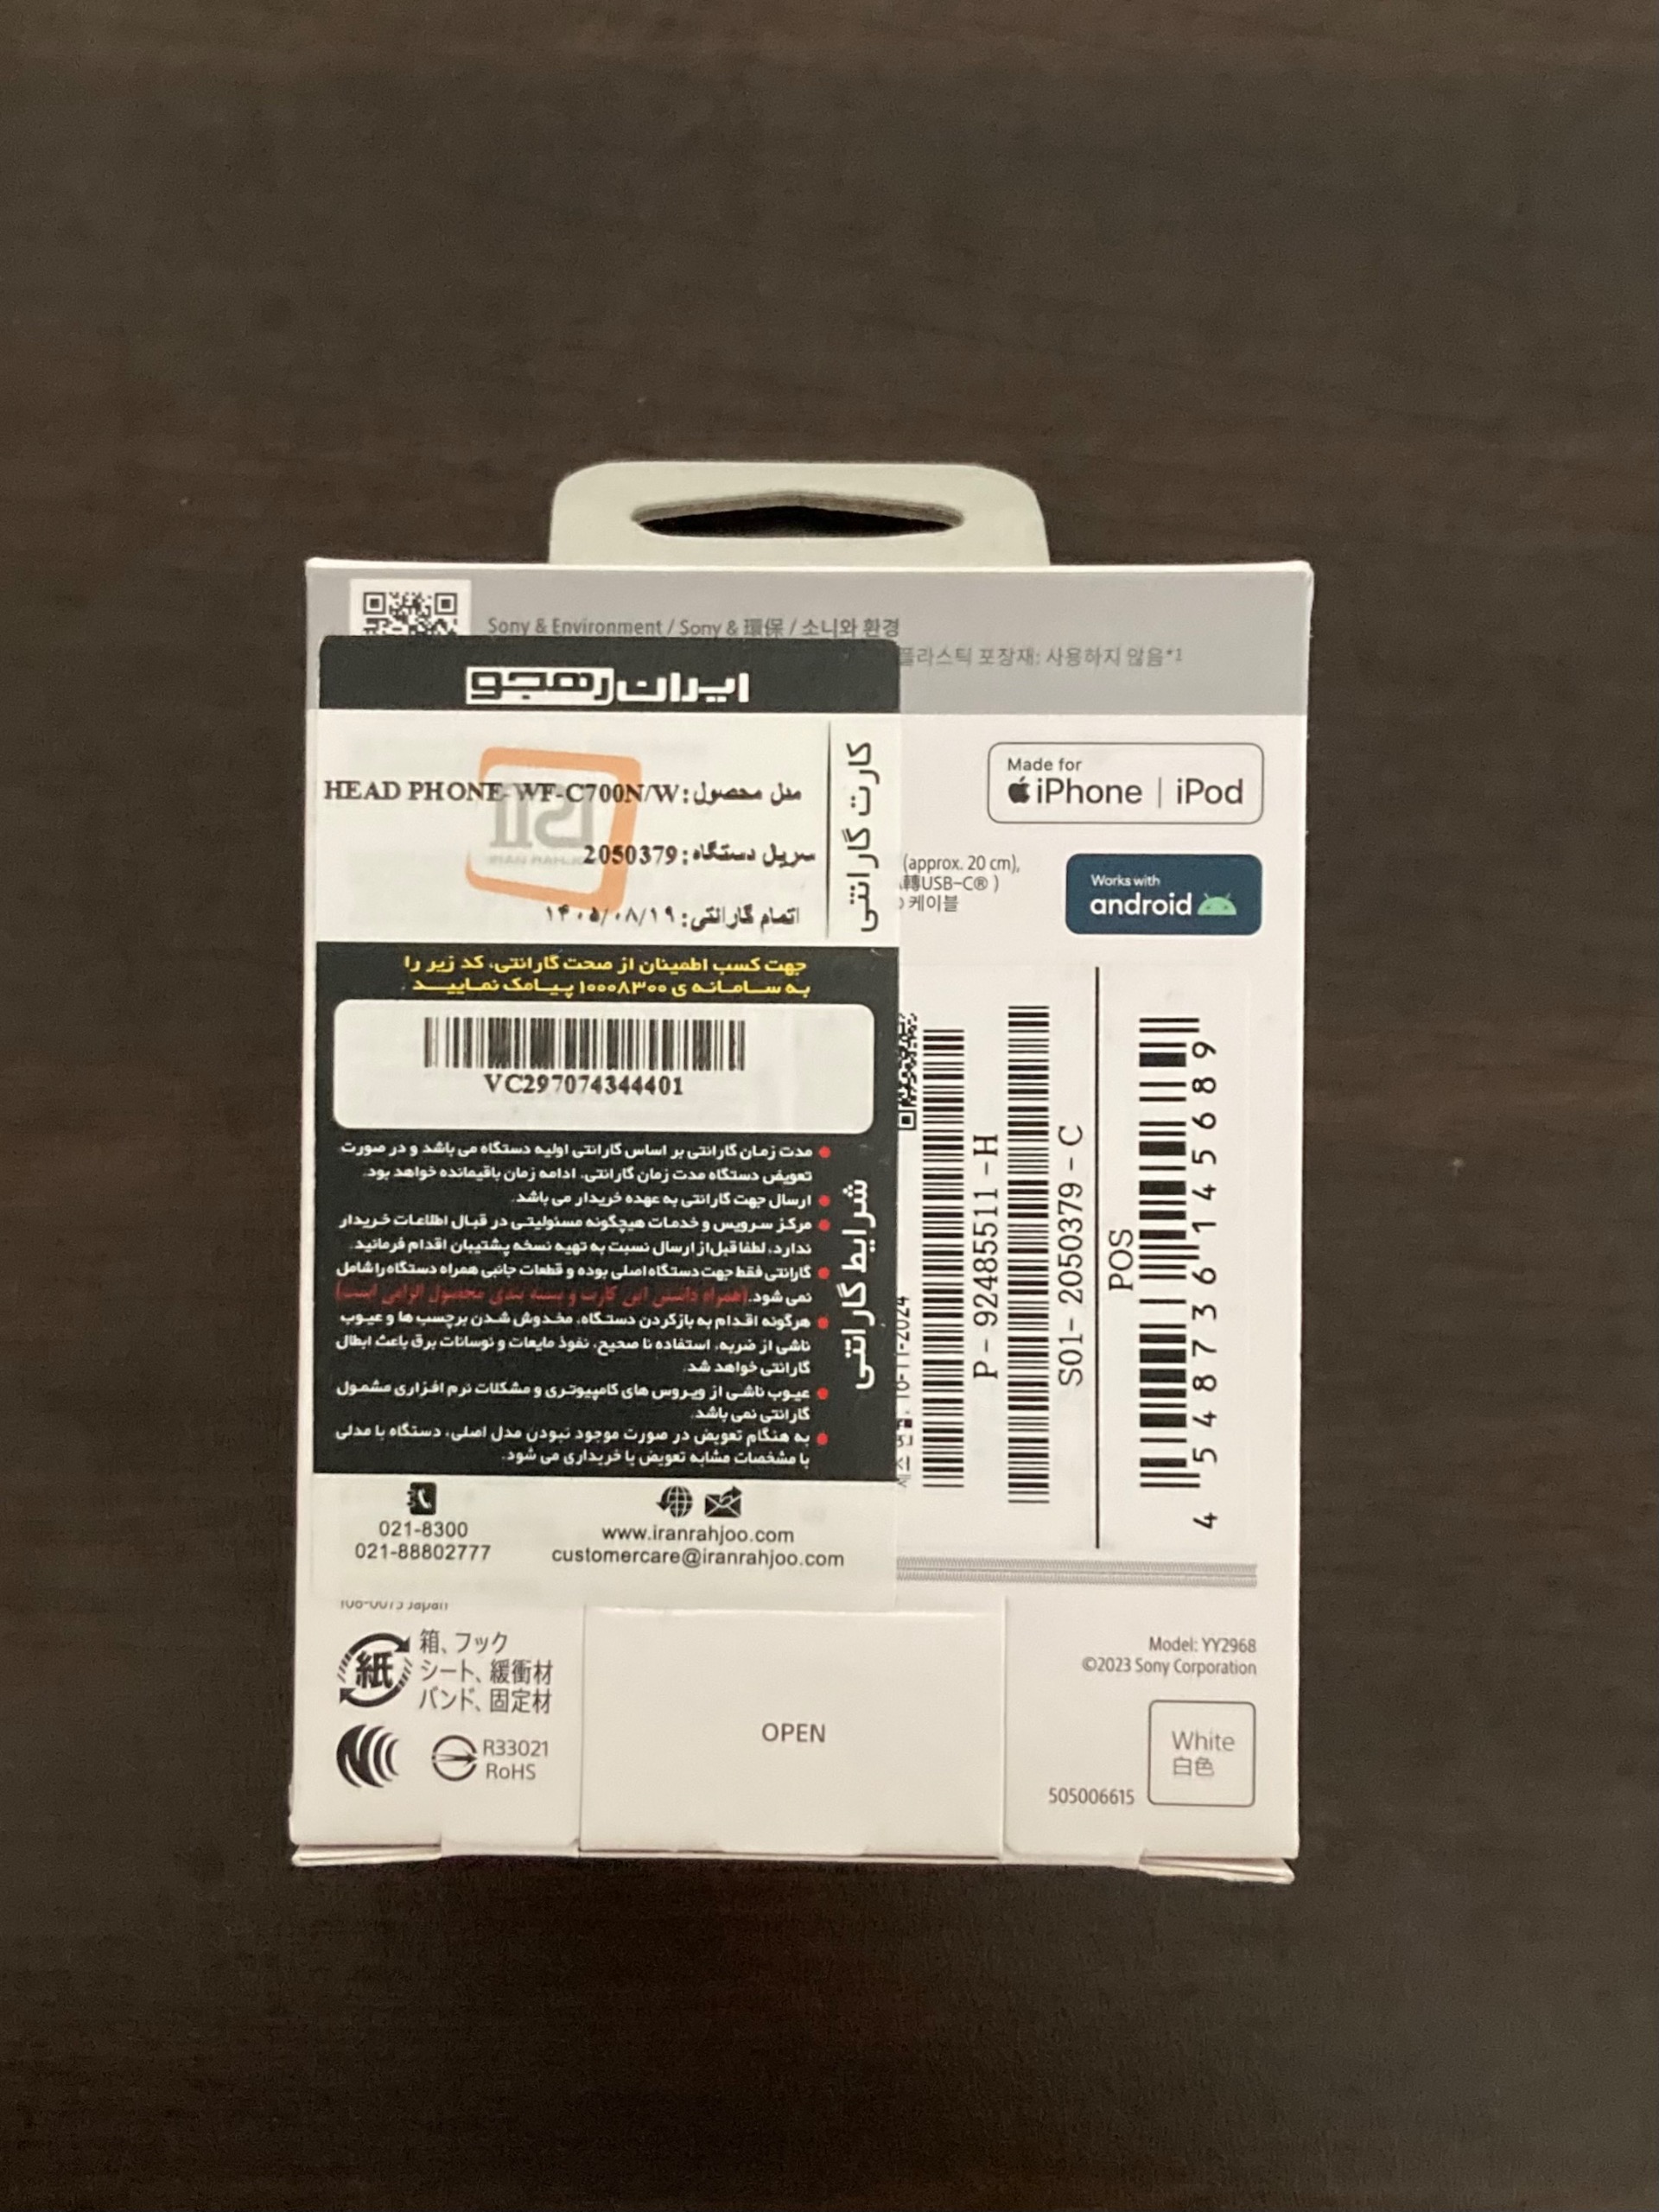 Sony & Environment / Sony & 環保 / 소니와 환경
플라스틱 포장재: 사용하지 않음*1
ایران رهجو
کارت گارانتی
مدل محصول: HEAD PHONE-WF-C700N/W
سریل دستگاه: 2050379
اتمام گارانتی: ۱۴۰۵/۰۸/۱۹
جهت کسب اطمینان از صحت گارانتی، کد زیر را
به سامانه ی ۱۰۰۰۸۳۰۰ پیامک نمایید.
VC297074344401
شرایط گارانتی
مدت زمان گارانتی بر اساس گارانتی اولیه دستگاه می باشد و در صورت
تعویض دستگاه مدت زمان گارانتی، ادامه زمان باقیمانده خواهد بود.
ارسال جهت گارانتی به عهده خریدار می باشد.
مرکز سرویس و خدمات هیچگونه مسئولیتی در قبال اطلاعات خریدار
ندارد، لطفا قبل از ارسال نسبت به تهیه نسخه پشتیبان اقدام فرمائید.
گارانتی فقط جهت دستگاه اصلی بوده و قطعات جانبی همراه دستگاه را شامل
نمی شود. (همراه داشتن این کارت و بسته بندی محصول الزامی است)
هرگونه اقدام به بازکردن دستگاه، مخدوش شدن برچسب ها و عیوب
ناشی از ضربه، استفاده نا صحیح، نفوذ مایعات و نوسانات برق باعث ابطال
گارانتی خواهد شد.
عیوب ناشی از ویروس های کامپیوتری و مشکلات نرم افزاری مشمول
گارانتی نمی باشد.
به هنگام تعویض در صورت موجود نبودن مدل اصلی، دستگاه با مدلی
با مشخصات مشابه تعویض یا خریداری می شود.
021-8300
021-88802777
www.iranrahjoo.com
customercare@iranrahjoo.com
Made for
iPhone | iPod
(approx. 20 cm),
轉USB-C® )
케이블
Works with
android
P - 92485511 -H
S01- 2050379 - C
POS
4 548736 145689
108-0075 Japan
紙
箱、フック
シート、緩衝材
バンド、固定材
R33021
RoHS
OPEN
Model: YY2968
©2023 Sony Corporation
White
白色
505006615